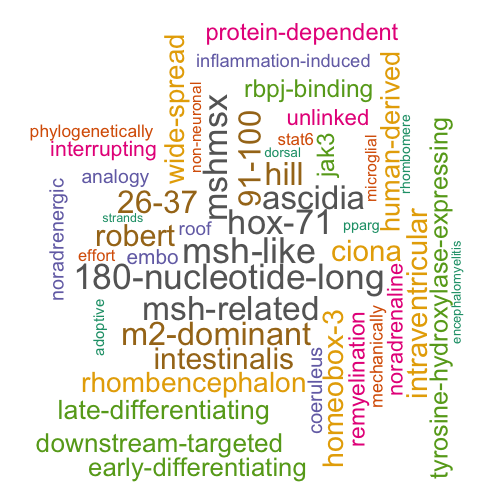 protein-dependent
inflammation-induced
wide-spread
rbpj-binding
human-derived
non-neuronal
mshmsx
91-100
unlinked
phylogenetically
stat6
jak3
microglial
rhombomere
interrupting
dorsal
tyrosine-hydroxylase-expressing
analogy
hill
noradrenergic
26-37
ascidia
strands
hox-71
pparg
robert
roof
intraventricular
effort
embo
msh-like
ciona
encephalomyelitis
180-nucleotide-long
noradrenaline
mechanically
adoptive
msh-related
homeobox-3
remyelination
m2-dominant
coeruleus
intestinalis
rhombencephalon
late-differentiating
downstream-targeted
early-differentiating